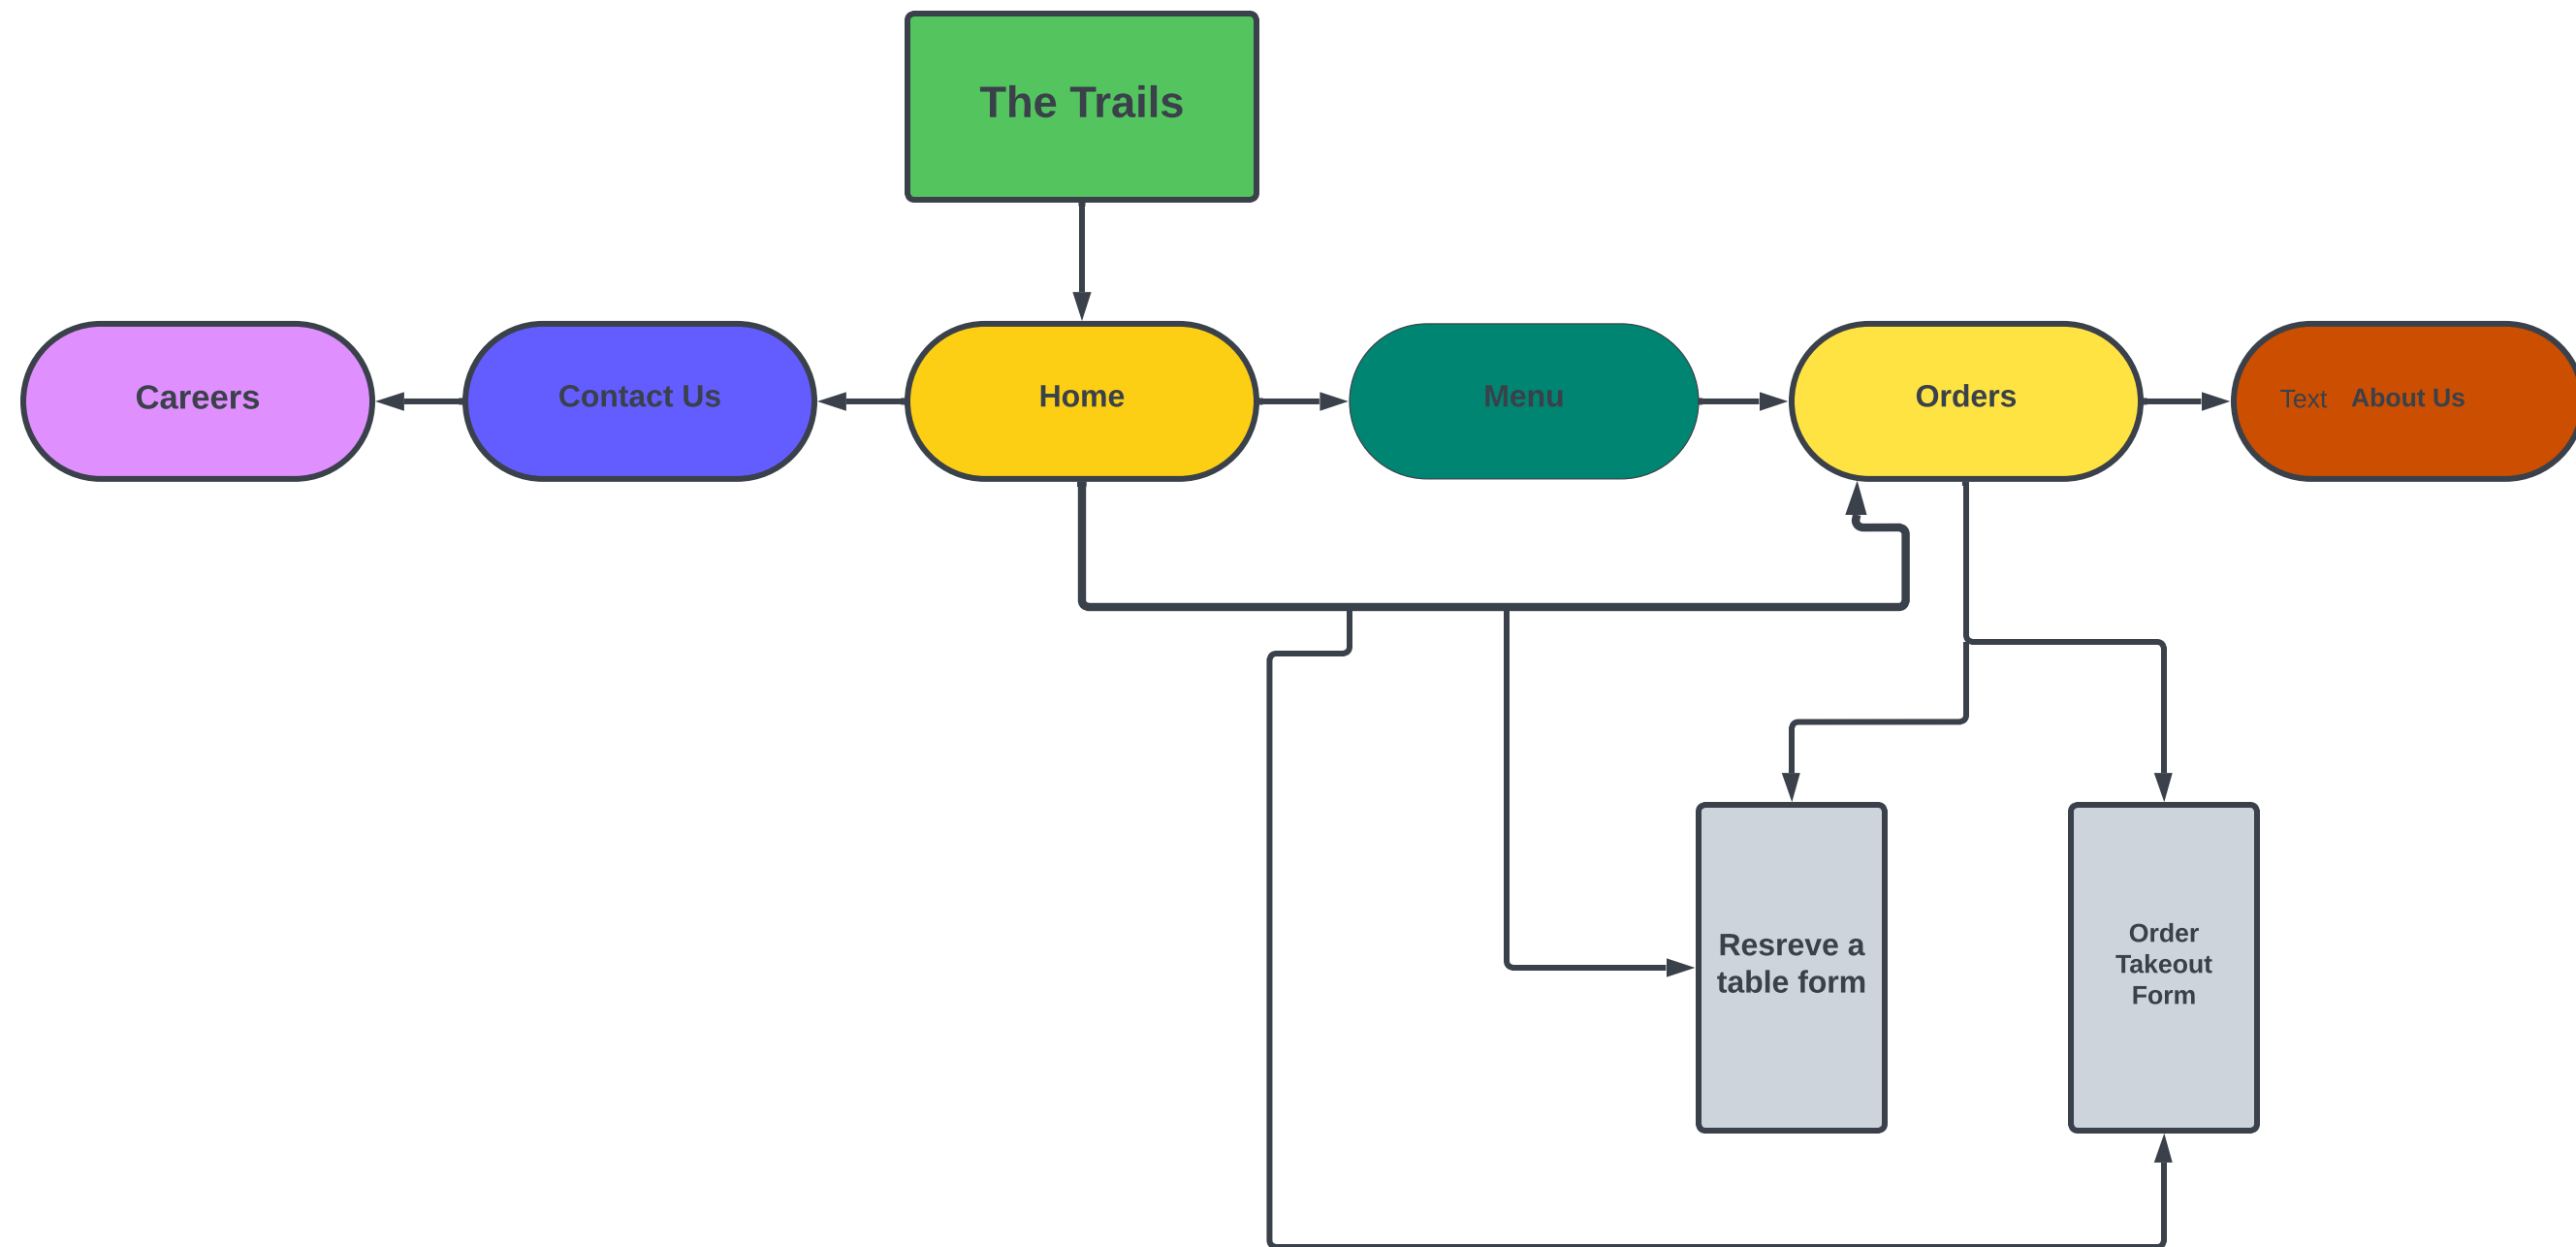 The Trails
Careers
Contact Us
Home
Menu
Orders
Text About Us
Resreve a
table form
Order
Takeout
Form